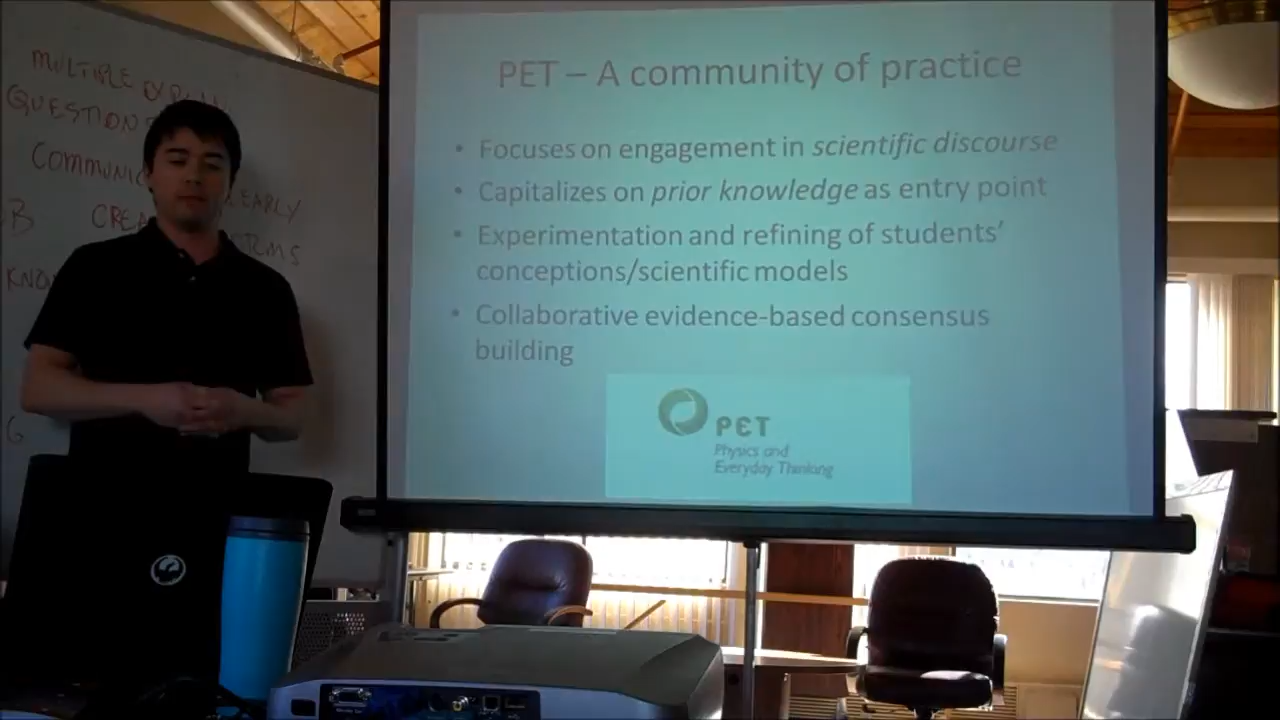 MULTIPLE
QUESTION
COMMUNIC
EARLY
B CREA
KNO
G
PET – A community of practice
• Focuses on engagement in scientific discourse
• Capitalizes on prior knowledge as entry point
• Experimentation and refining of students’
conceptions/scientific models
• Collaborative evidence-based consensus
building
PET
Physics and
Everyday Thinking